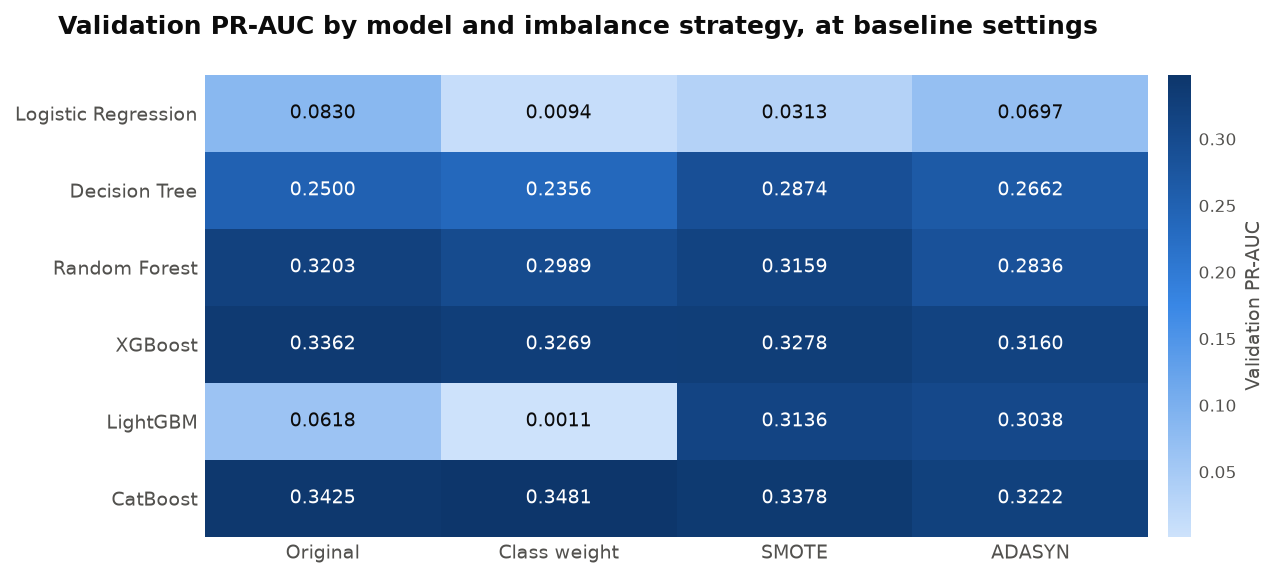 Validation PR-AUC by model and imbalance strategy, at baseline settings
Logistic Regression 0.0830 0.0094 0.0313 0.0697
Decision Tree 0.2500 0.2356 0.2874 0.2662
Random Forest 0.3203 0.2989 0.3159 0.2836
XGBoost 0.3362 0.3269 0.3278 0.3160
LightGBM 0.0618 0.0011 0.3136 0.3038
CatBoost 0.3425 0.3481 0.3378 0.3222
Original Class weight SMOTE ADASYN
0.30
0.25
0.20
0.15
0.10
0.05
Validation PR-AUC